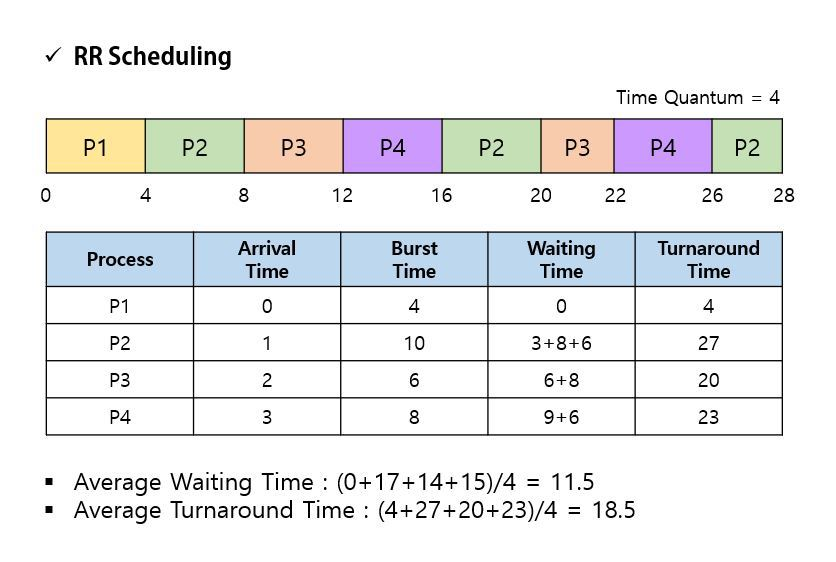 ✓ RR Scheduling
Time Quantum = 4
P1 P2 P3 P4 P2 P3 P4 P2
0 4 8 12 16 20 22 26 28
Process Arrival Time Burst Time Waiting Time Turnaround Time
P1 0 4 0 4
P2 1 10 3+8+6 27
P3 2 6 6+8 20
P4 3 8 9+6 23
▪ Average Waiting Time : (0+17+14+15)/4 = 11.5
▪ Average Turnaround Time : (4+27+20+23)/4 = 18.5